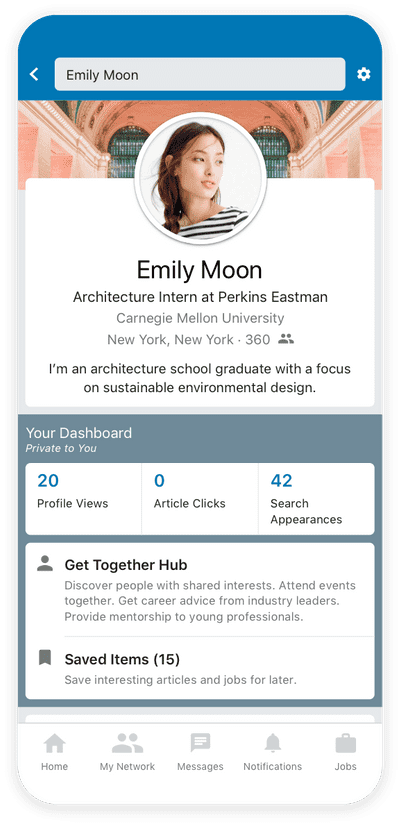 Emily Moon
Emily Moon
Architecture Intern at Perkins Eastman
Carnegie Mellon University
New York, New York · 360
I’m an architecture school graduate with a focus
on sustainable environmental design.
Your Dashboard
Private to You
20
Profile Views
0
Article Clicks
42
Search
Appearances
Get Together Hub
Discover people with shared interests. Attend events
together. Get career advice from industry leaders.
Provide mentorship to young professionals.
Saved Items (15)
Save interesting articles and jobs for later.
Home
My Network
Messages
Notifications
Jobs